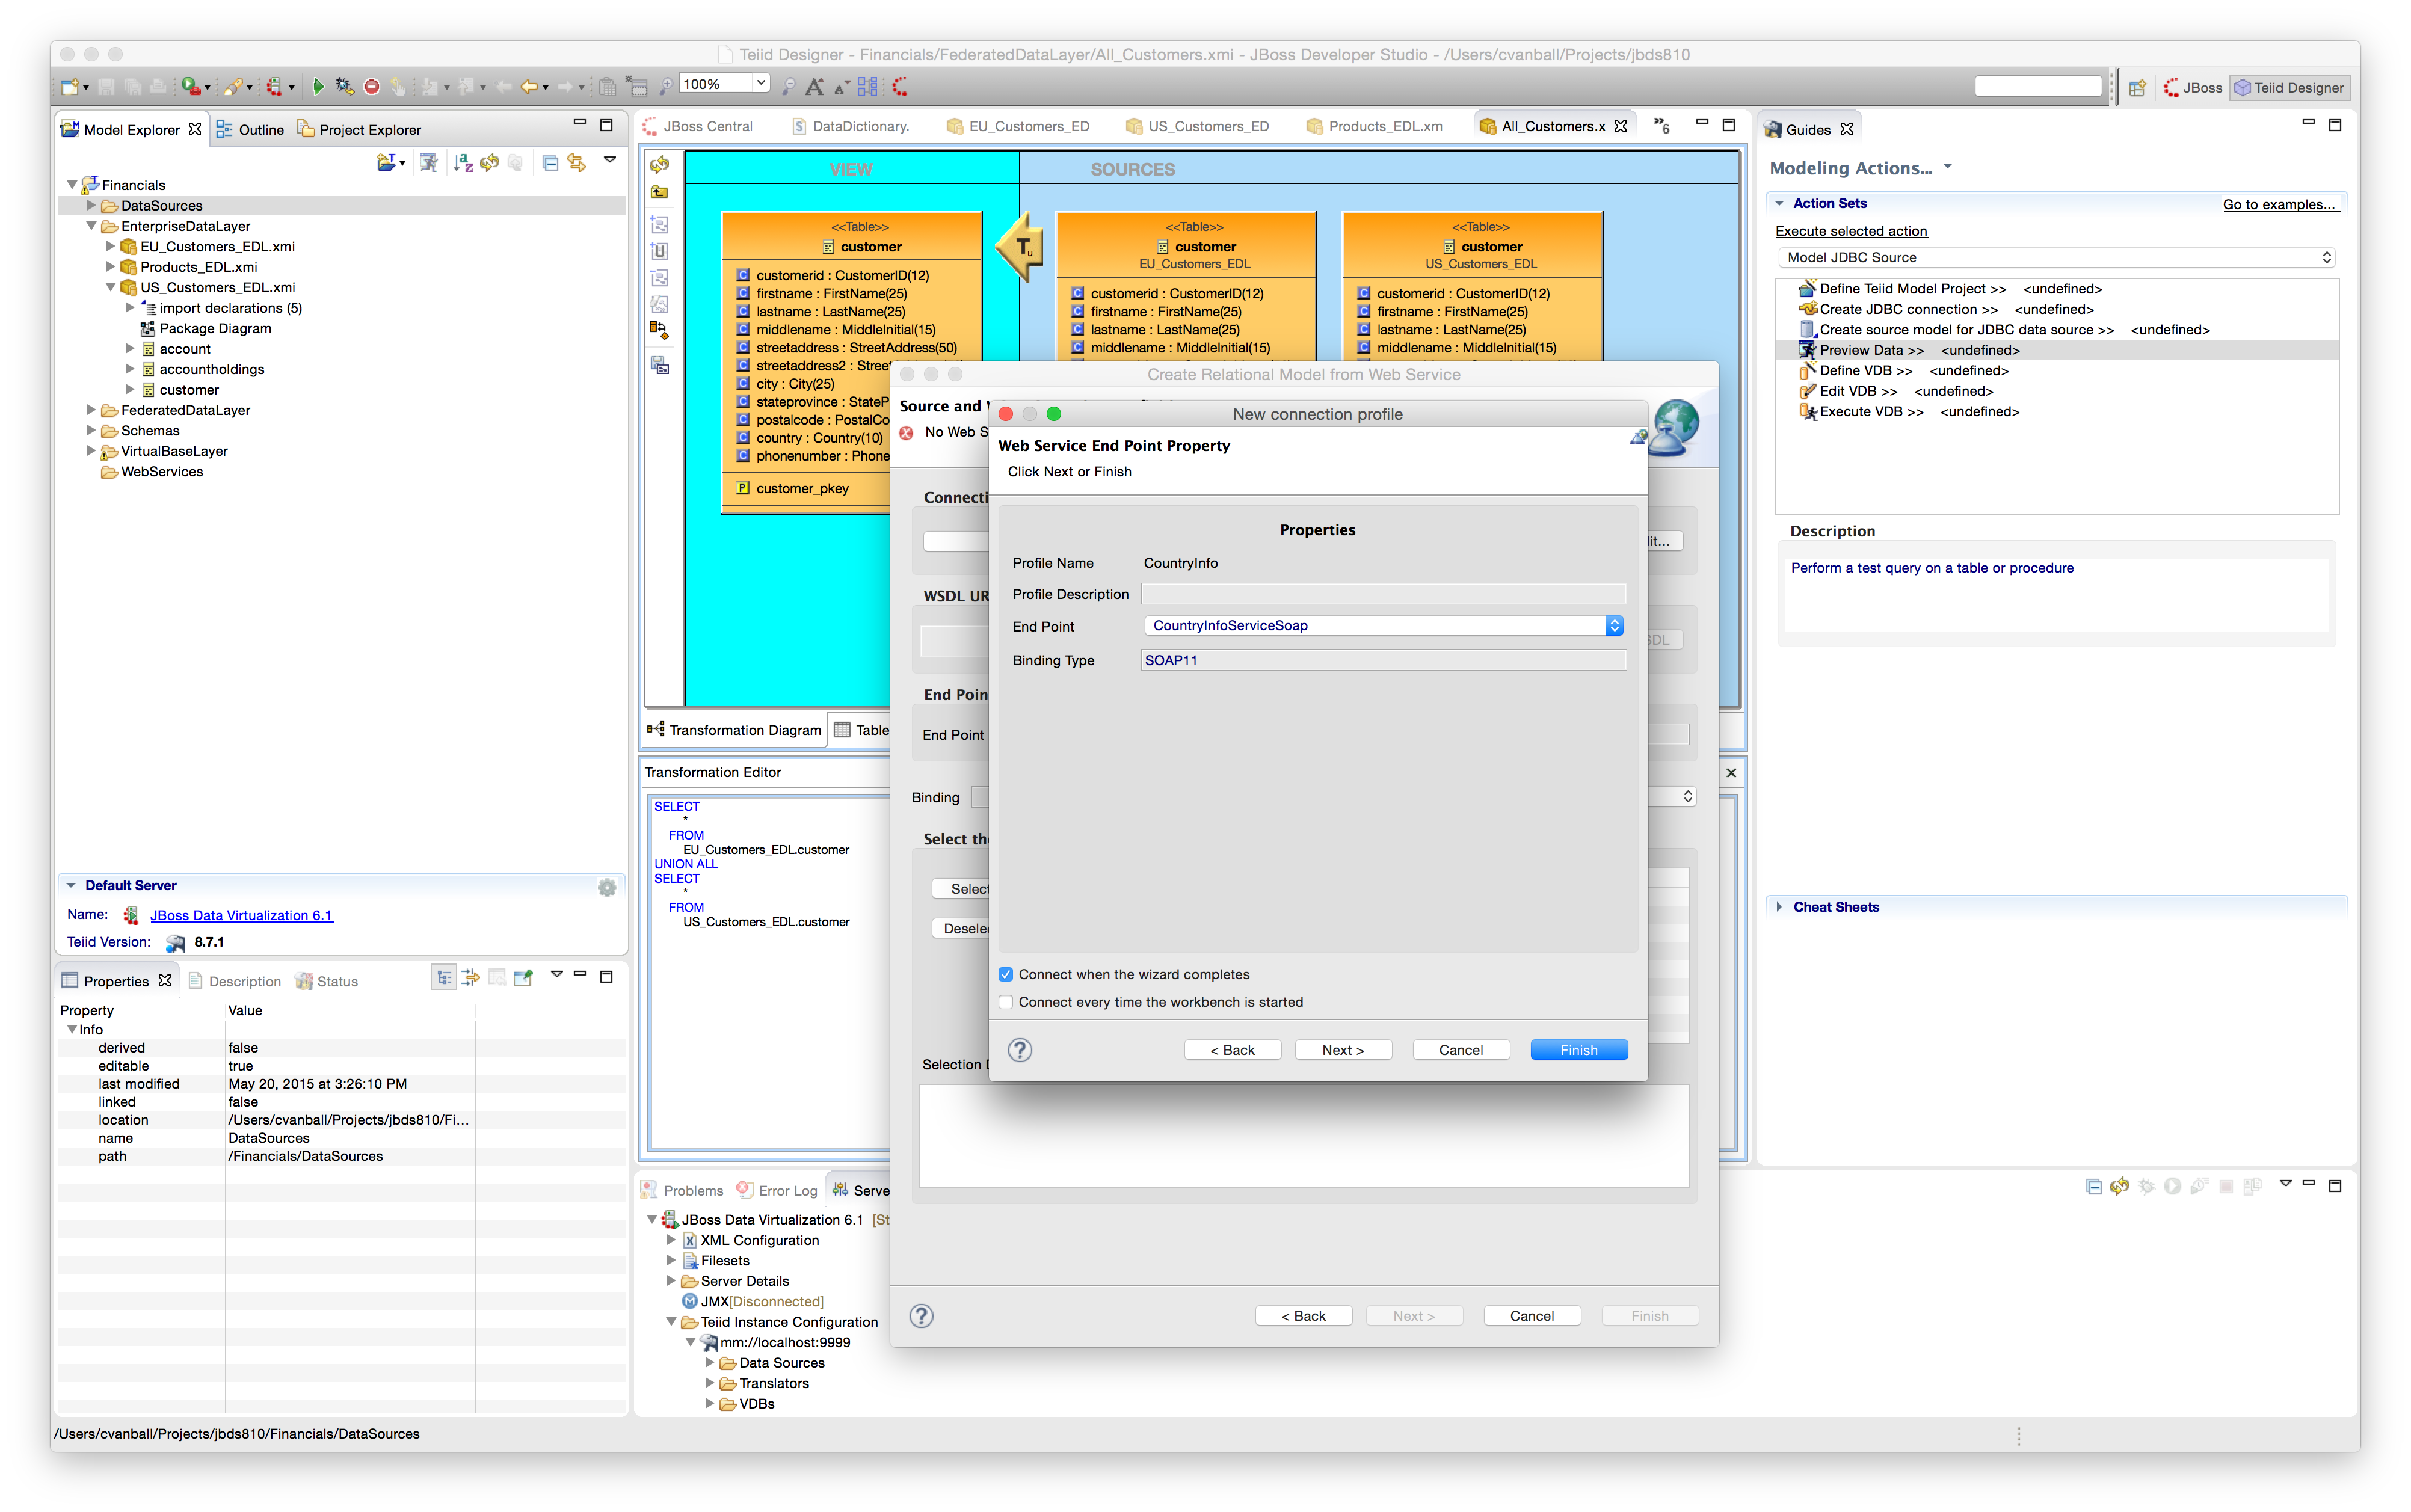 Teiid Designer - Financials/FederatedDataLayer/All_Customers.xmi - JBoss Developer Studio - /Users/cvanball/Projects/jbds810
100%
JBoss
Teiid Designer
Model Explorer
Outline
Project Explorer
Financials
DataSources
EnterpriseDataLayer
EU_Customers_EDL.xmi
Products_EDL.xmi
US_Customers_EDL.xmi
import declarations (5)
Package Diagram
account
accountholdings
customer
FederatedDataLayer
Schemas
VirtualBaseLayer
WebServices
Default Server
Name: JBoss Data Virtualization 6.1
Teiid Version: 8.7.1
Properties
Description
Status
Property Value
Info
derived false
editable true
last modified May 20, 2015 at 3:26:10 PM
linked false
location /Users/cvanball/Projects/jbds810/Fi...
name DataSources
path /Financials/DataSources
/Users/cvanball/Projects/jbds810/Financials/DataSources
JBoss Central
DataDictionary.
EU_Customers_ED
US_Customers_ED
Products_EDL.xm
All_Customers.x
»6
VIEW
SOURCES
<<Table>>
customer
customerid : CustomerID(12)
firstname : FirstName(25)
lastname : LastName(25)
middlename : MiddleInitial(15)
streetaddress : StreetAddress(50)
streetaddress2 : Street
city : City(25)
stateprovince : StateP
postalcode : PostalCo
country : Country(10)
phonenumber : Phone
customer_pkey
Tu
<<Table>>
customer
EU_Customers_EDL
customerid : CustomerID(12)
firstname : FirstName(25)
lastname : LastName(25)
middlename : MiddleInitial(15)
<<Table>>
customer
US_Customers_EDL
customerid : CustomerID(12)
firstname : FirstName(25)
lastname : LastName(25)
middlename : MiddleInitial(15)
Transformation Diagram
Table
Transformation Editor
SELECT
*
FROM
EU_Customers_EDL.customer
UNION ALL
SELECT
*
FROM
US_Customers_EDL.customer
Create Relational Model from Web Service
Source and
No Web S
Connecti
it...
WSDL UR
SDL
End Poin
End Point
Binding
Select the
Select
Desele
Selection
< Back
Next >
Cancel
Finish
New connection profile
Web Service End Point Property
Click Next or Finish
Properties
Profile Name CountryInfo
Profile Description
End Point CountryInfoServiceSoap
Binding Type SOAP11
Connect when the wizard completes
Connect every time the workbench is started
< Back
Next >
Cancel
Finish
Problems
Error Log
Serve
JBoss Data Virtualization 6.1 [St
XML Configuration
Filesets
Server Details
JMX[Disconnected]
Teiid Instance Configuration
mm://localhost:9999
Data Sources
Translators
VDBs
Guides
Modeling Actions...
Action Sets
Go to examples...
Execute selected action
Model JDBC Source
Define Teiid Model Project >> <undefined>
Create JDBC connection >> <undefined>
Create source model for JDBC data source >> <undefined>
Preview Data >> <undefined>
Define VDB >> <undefined>
Edit VDB >> <undefined>
Execute VDB >> <undefined>
Description
Perform a test query on a table or procedure
Cheat Sheets